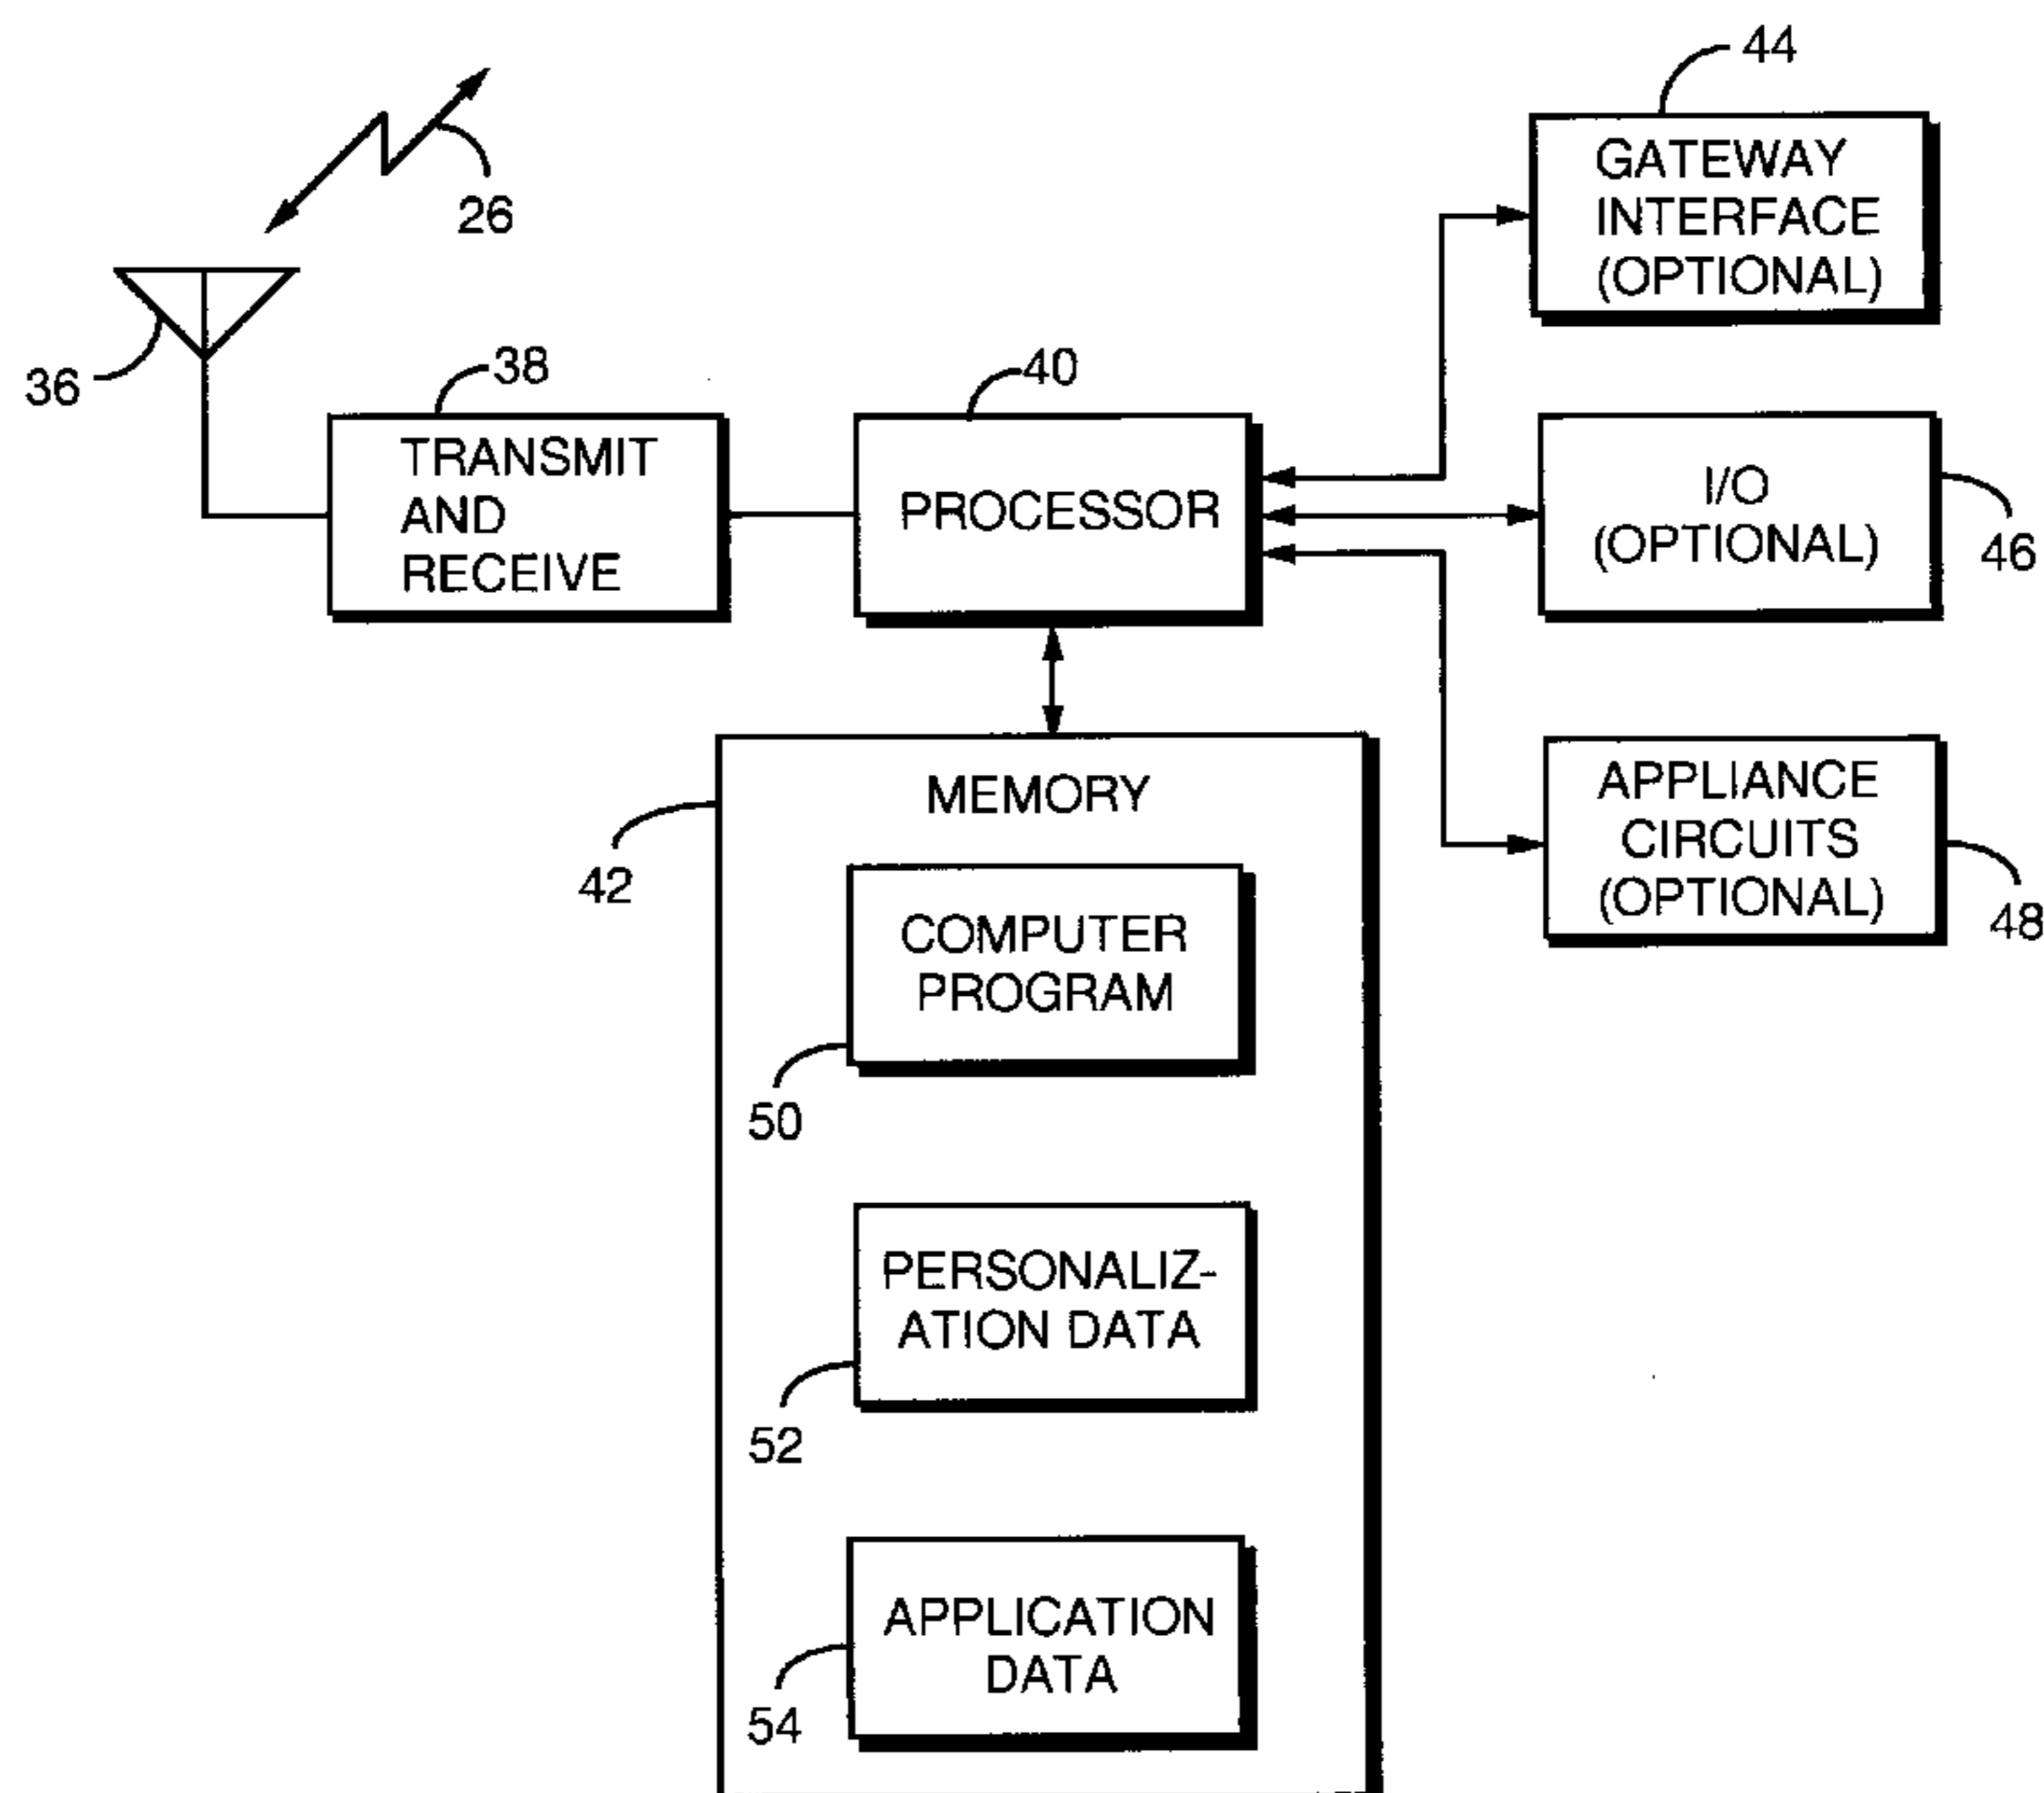 44
GATEWAY
INTERFACE
(OPTIONAL)
26
36
38
TRANSMIT
AND
RECEIVE
40
PROCESSOR
I/O
(OPTIONAL)
46
MEMORY
42
APPLIANCE
CIRCUITS
(OPTIONAL)
48
COMPUTER
PROGRAM
50
PERSONALIZ-
ATION DATA
52
APPLICATION
DATA
54